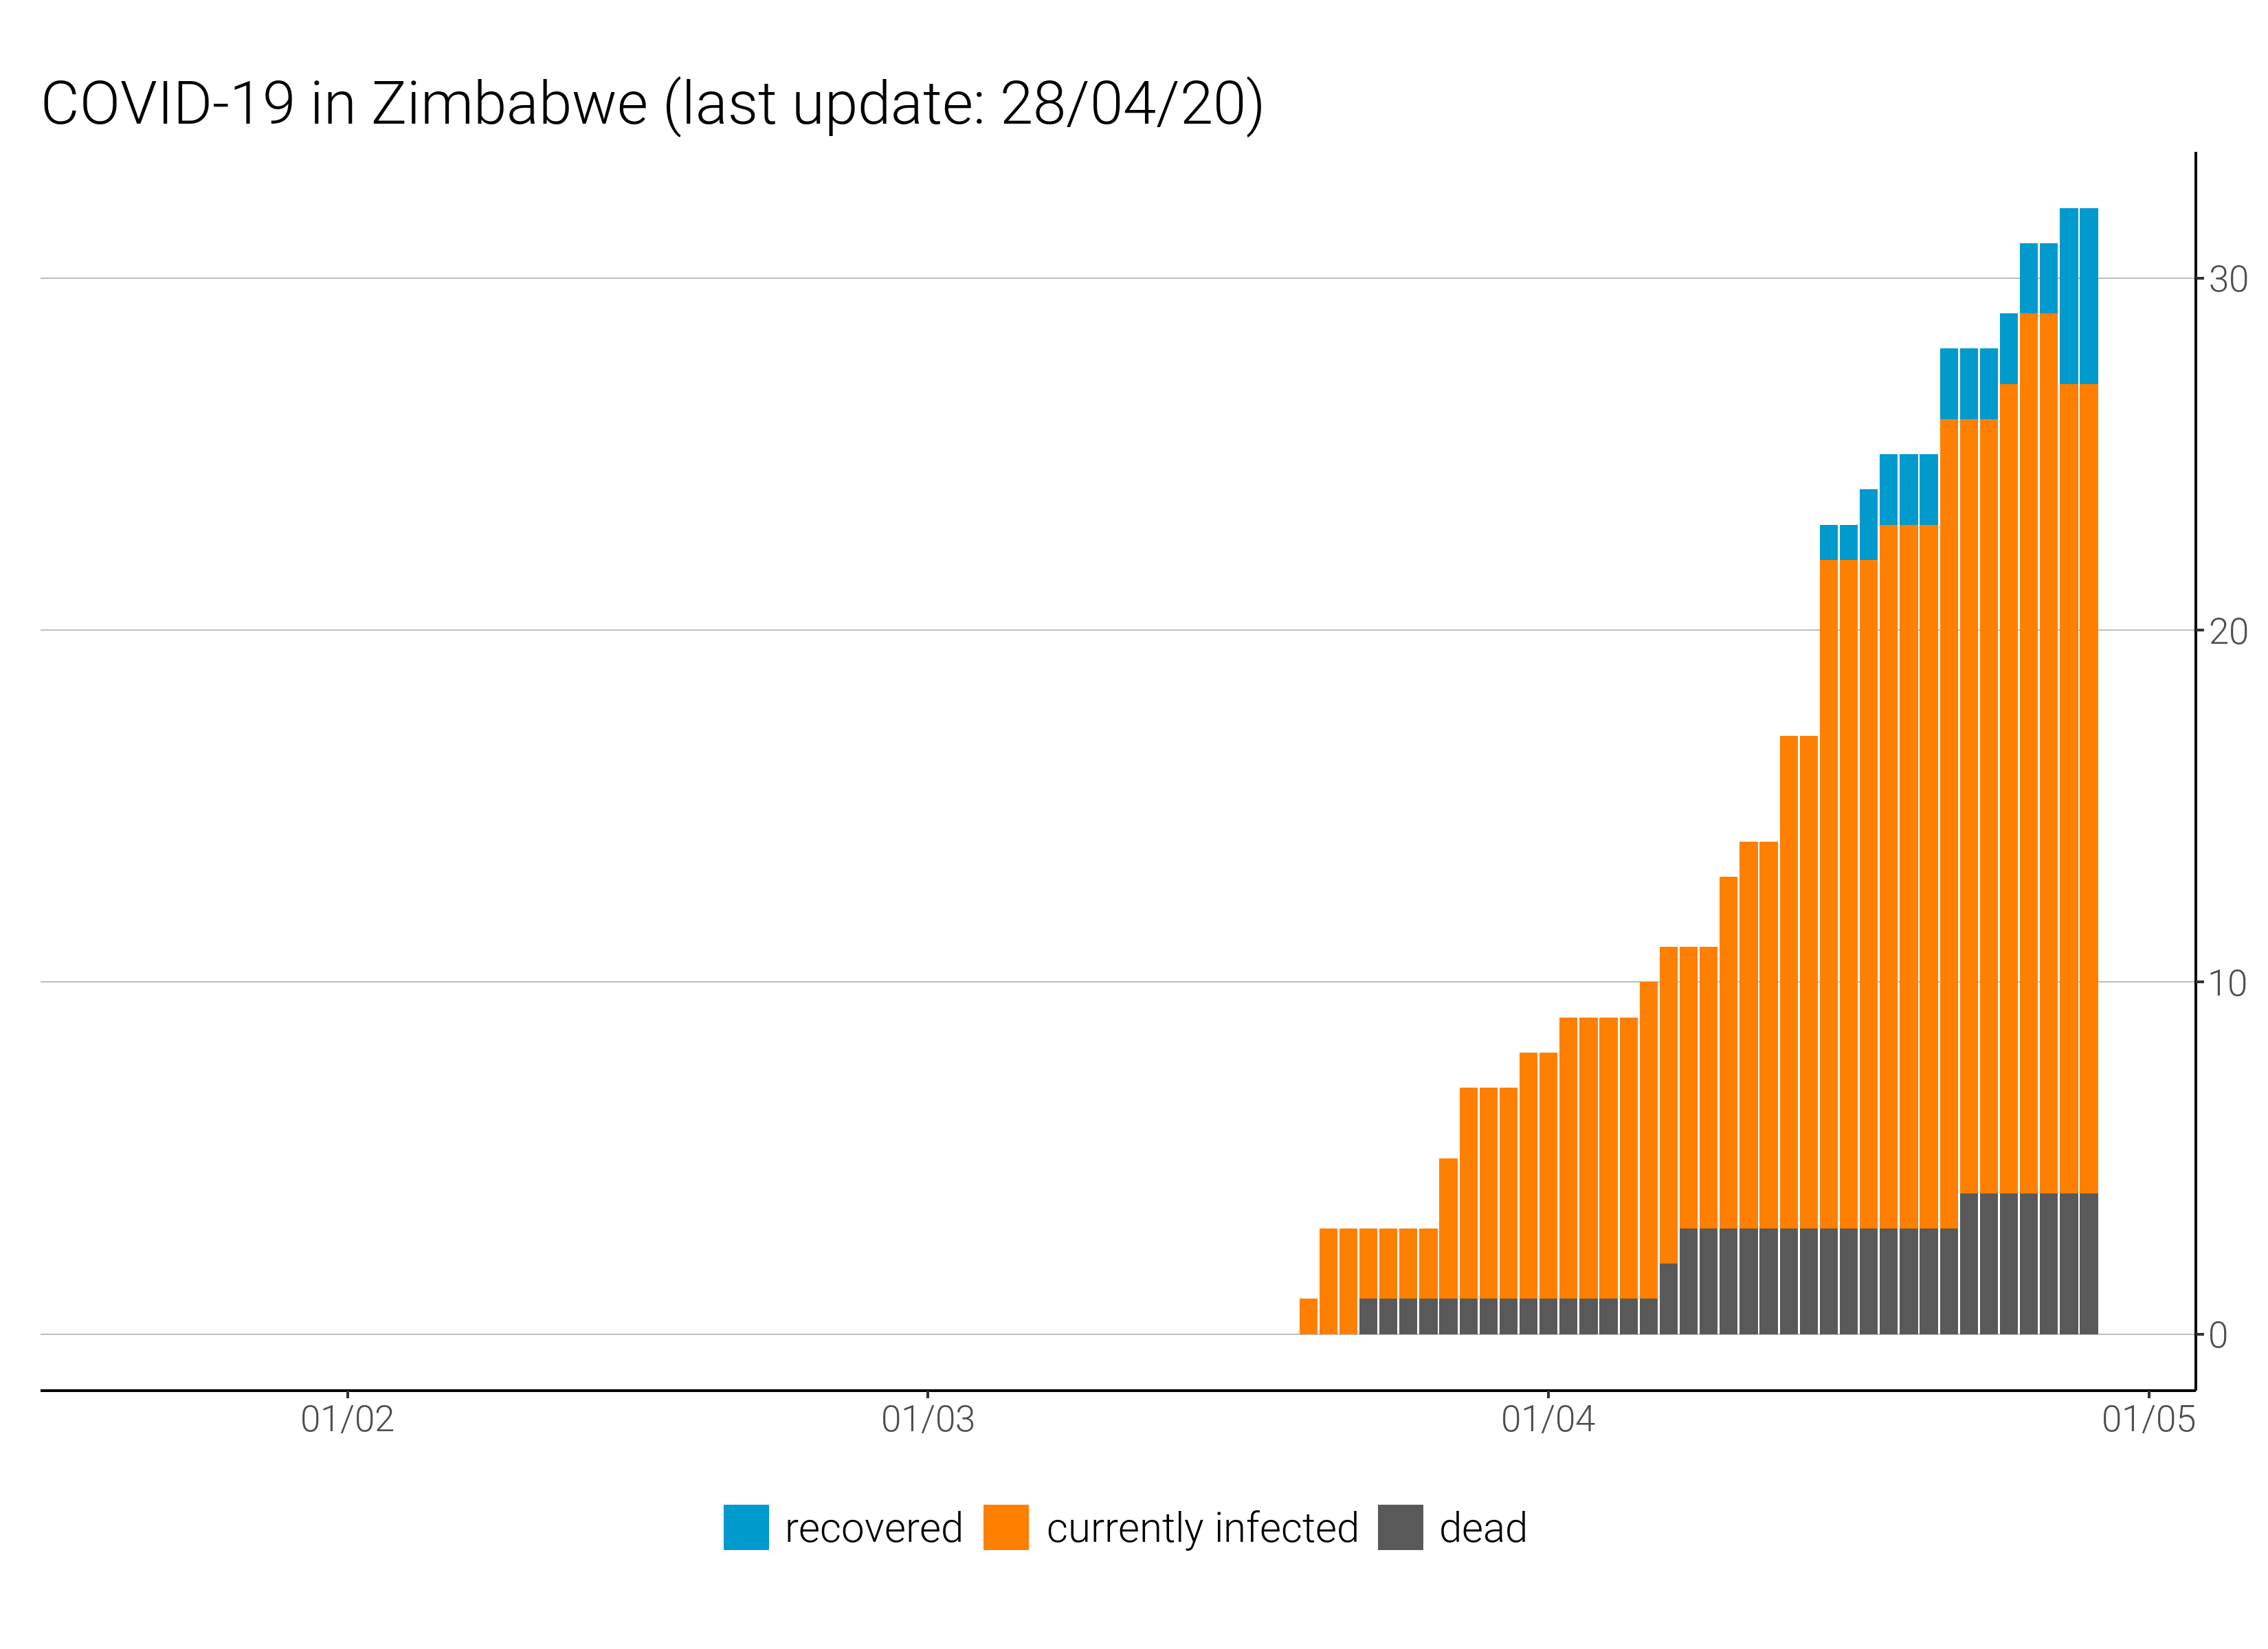 COVID-19 in Zimbabwe (last update: 28/04/20)
30
20
10
0
01/02 01/03 01/04 01/05
recovered currently infected dead